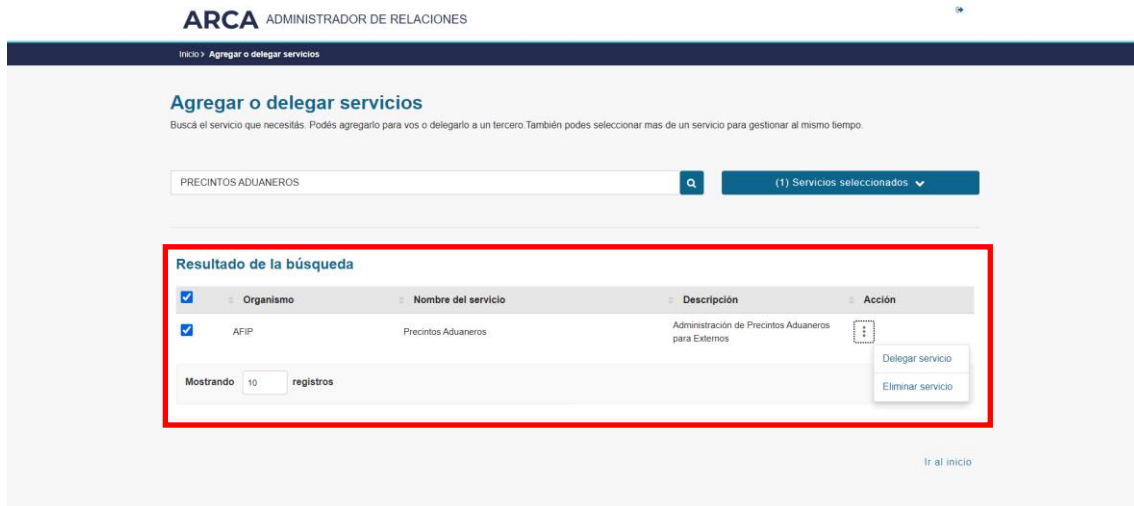 ARCA ADMINISTRADOR DE RELACIONES
Inicio > Agregar o delegar servicios
Agregar o delegar servicios
Buscá el servicio que necesitás. Podés agregarlo para vos o delegarlo a un tercero.También podes seleccionar mas de un servicio para gestionar al mismo tiempo.
PRECINTOS ADUANEROS
(1) Servicios seleccionados
Resultado de la búsqueda
Organismo Nombre del servicio Descripción Acción
AFIP Precintos Aduaneros Administración de Precintos Aduaneros
para Externos
Delegar servicio
Mostrando 10 registros
Eliminar servicio
Ir al inicio